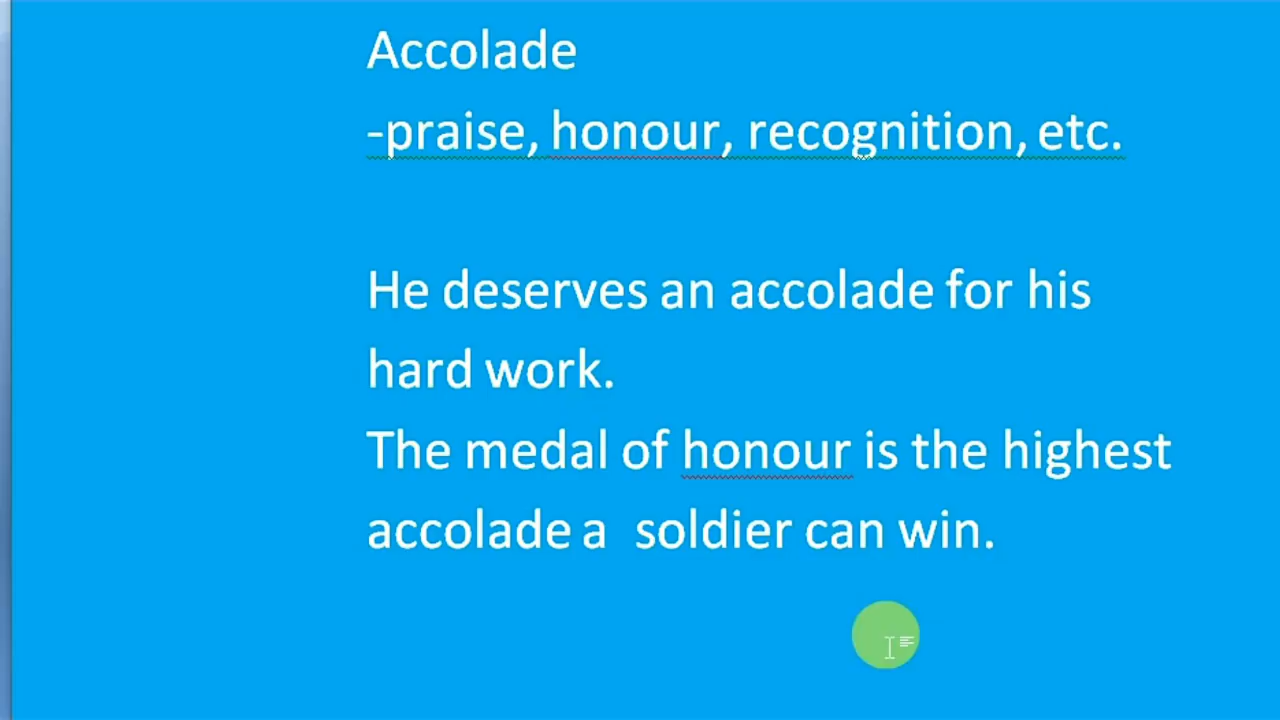 Accolade
-praise, honour, recognition, etc.
He deserves an accolade for his
hard work.
The medal of honour is the highest
accolade a  soldier can win.